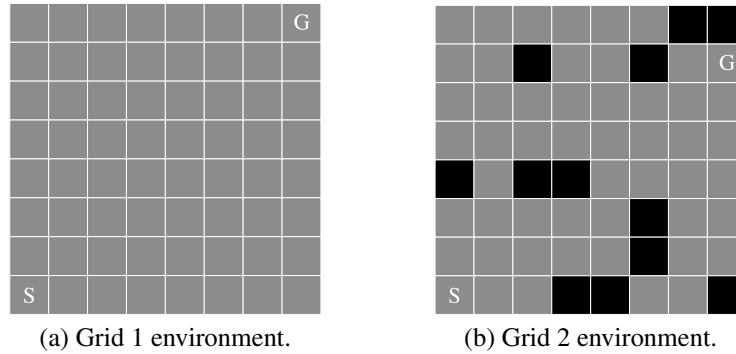 G
G
S
S
(a) Grid 1 environment.
(b) Grid 2 environment.